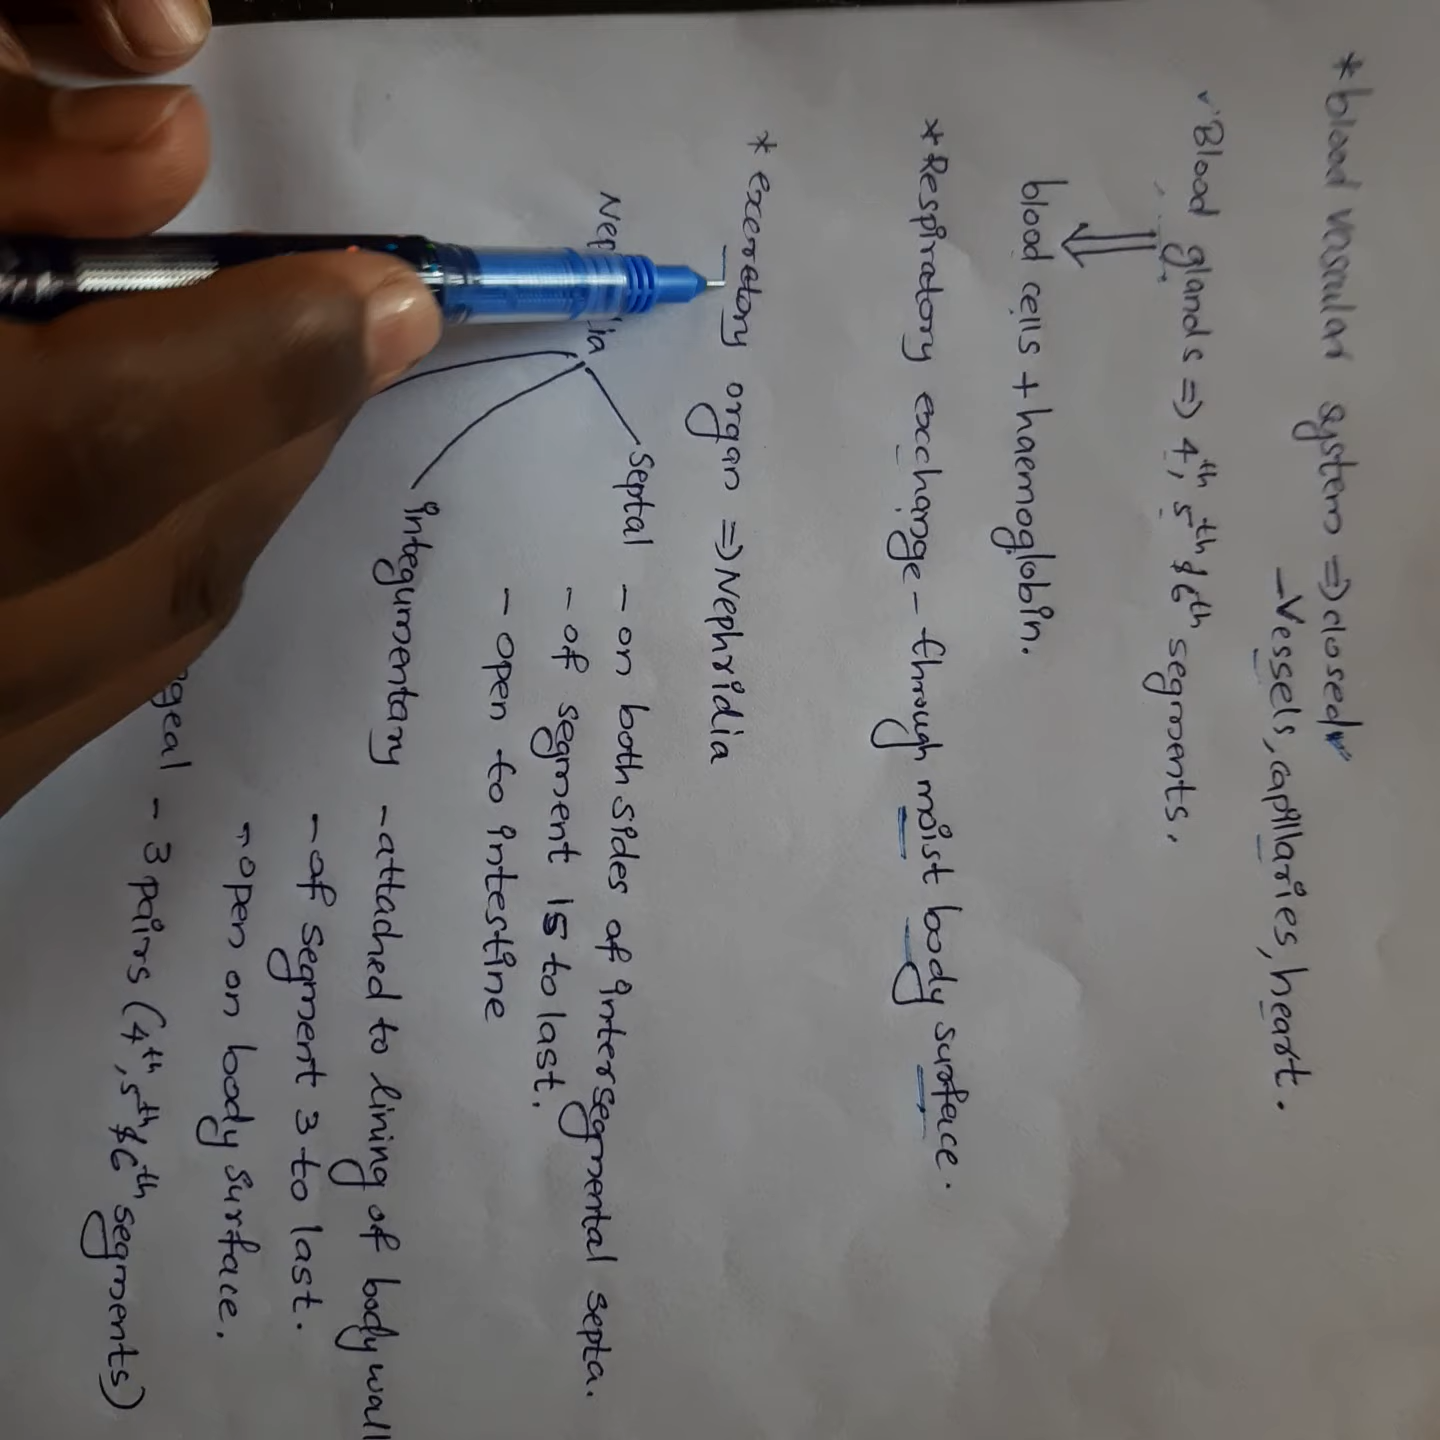 *blood vascular system => closed✓
- Vessels, capillaries, heart.
✓ Blood glands => 4, 5th & 6th segments.
blood cells + haemoglobin.
*Respiratory exchange - through moist body surface.
* exceretory organ => Nephridia
Septal - on both sides of intersegmental septa.
- of segment 15 to last.
- open to intestine
integumentary - attached to lining of body wall
- of segment 3 to last.
- open on body surface.
- 3 pairs (4th, 5th & 6th segments)